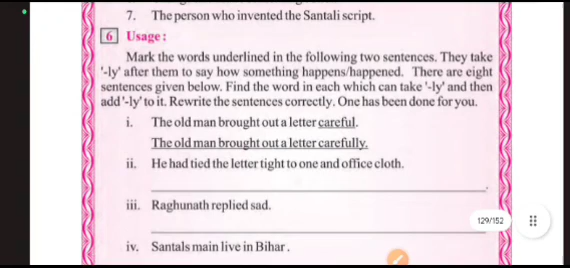 7. The person who invented the Santali script.
6 Usage :
Mark the words underlined in the following two sentences. They take
'-ly' after them to say how something happens/happened. There are eight
sentences given below. Find the word in each which can take '-ly' and then
add '-ly' to it. Rewrite the sentences correctly. One has been done for you.
i. The old man brought out a letter careful.
The old man brought out a letter carefully.
ii. He had tied the letter tight to one and office cloth.
iii. Raghunath replied sad.
129/152
iv. Santals main live in Bihar.